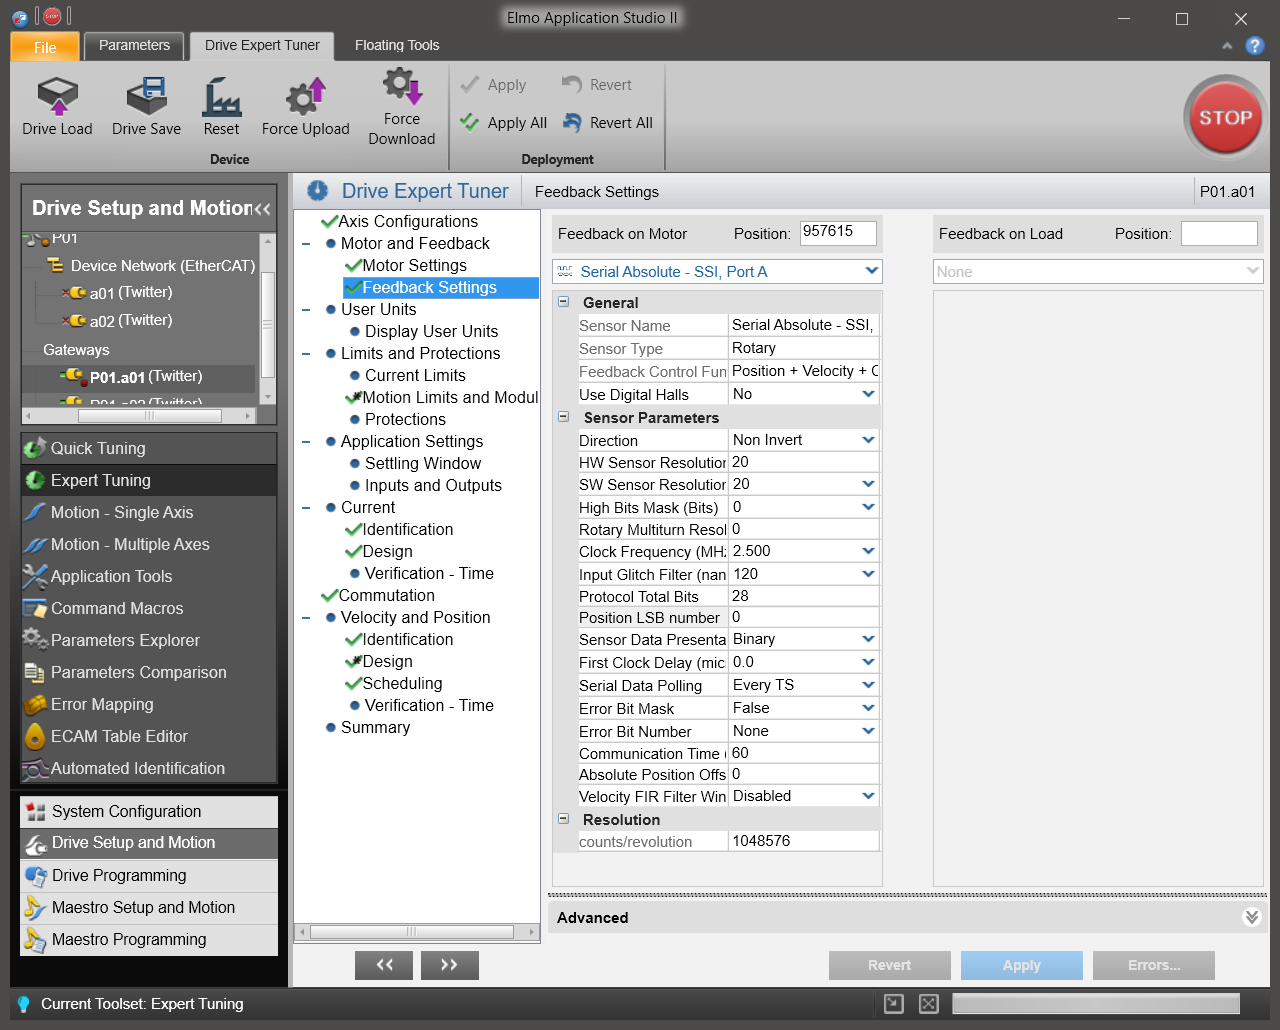 Elmo Application Studio II
File
Parameters
Drive Expert Tuner
Floating Tools
Drive Load
Drive Save
Reset
Force Upload
Force Download
Device
Apply
Revert
Apply All
Revert All
Deployment
STOP
Drive Setup and Motion
P01
Device Network (EtherCAT)
a01 (Twitter)
a02 (Twitter)
Gateways
P01.a01 (Twitter)
P01.a02 (Twitter)
Quick Tuning
Expert Tuning
Motion - Single Axis
Motion - Multiple Axes
Application Tools
Command Macros
Parameters Explorer
Parameters Comparison
Error Mapping
ECAM Table Editor
Automated Identification
System Configuration
Drive Setup and Motion
Drive Programming
Maestro Setup and Motion
Maestro Programming
Drive Expert Tuner
Feedback Settings
P01.a01
Axis Configurations
Motor and Feedback
Motor Settings
Feedback Settings
User Units
Display User Units
Limits and Protections
Current Limits
Motion Limits and Modul
Protections
Application Settings
Settling Window
Inputs and Outputs
Current
Identification
Design
Verification - Time
Commutation
Velocity and Position
Identification
Design
Scheduling
Verification - Time
Summary
Feedback on Motor Position: 957615
Serial Absolute - SSI, Port A
General
Sensor Name Serial Absolute - SSI,
Sensor Type Rotary
Feedback Control Fun Position + Velocity + C
Use Digital Halls No
Sensor Parameters
Direction Non Invert
HW Sensor Resolution 20
SW Sensor Resolution 20
High Bits Mask (Bits) 0
Rotary Multiturn Resol 0
Clock Frequency (MHz 2.500
Input Glitch Filter (nan 120
Protocol Total Bits 28
Position LSB number 0
Sensor Data Presenta Binary
First Clock Delay (mic 0.0
Serial Data Polling Every TS
Error Bit Mask False
Error Bit Number None
Communication Time ( 60
Absolute Position Offs 0
Velocity FIR Filter Win Disabled
Resolution
counts/revolution 1048576
Feedback on Load Position:
None
Advanced
Revert
Apply
Errors...
Current Toolset: Expert Tuning